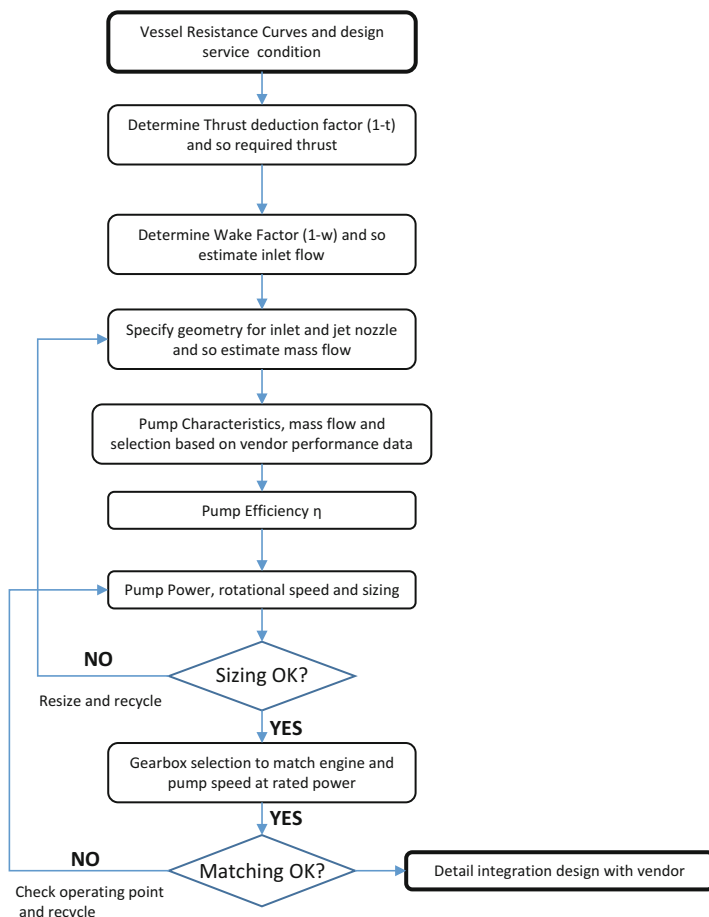 Vessel Resistance Curves and design
service condition
Determine Thrust deduction factor (1-t)
and so required thrust
Determine Wake Factor (1-w) and so
estimate inlet flow
Specify geometry for inlet and jet nozzle
and so estimate mass flow
Pump Characteristics, mass flow and
selection based on vendor performance data
Pump Efficiency η
Pump Power, rotational speed and sizing
NO
Sizing OK?
Resize and recycle
YES
Gearbox selection to match engine and
pump speed at rated power
YES
NO
Matching OK?
Detail integration design with vendor
Check operating point
and recycle